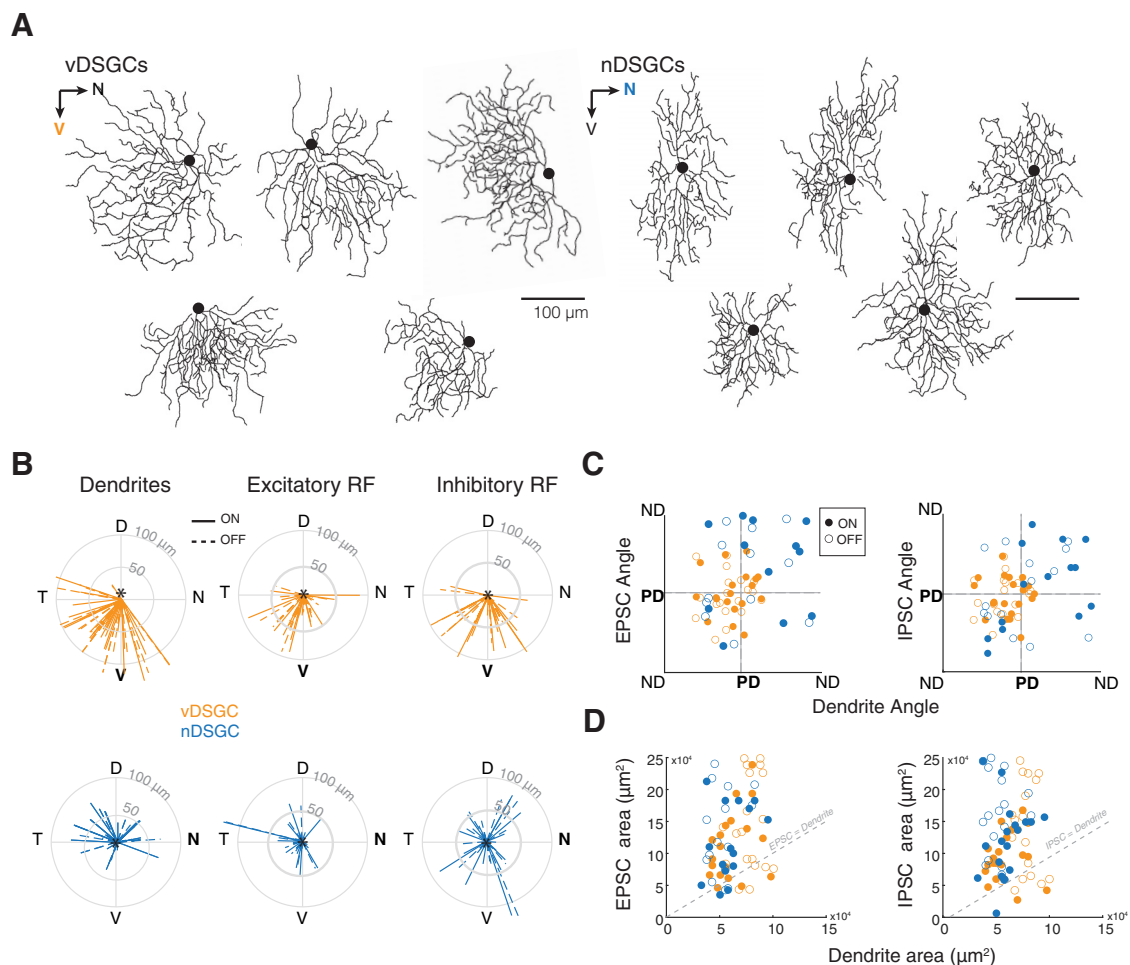 A
vDSGCs
N
V
nDSGCs
N
V
100 µm
B
Dendrites
Excitatory RF
Inhibitory RF
ON
OFF
D
100 µm
50
T
N
V
D
100 µm
50
T
N
V
D
100 µm
50
T
N
V
vDSGC
nDSGC
D
100 µm
50
T
N
V
D
100 µm
50
T
N
V
D
100 µm
50
T
N
V
C
ND
EPSC Angle
PD
ND
PD
ND
ON
OFF
ND
IPSC Angle
PD
ND
PD
ND
Dendrite Angle
D
25
x10⁴
20
15
10
5
0
EPSC area (µm²)
EPSC = Dendrite
0
5
10
15
x10⁴
25
x10⁴
20
15
10
5
0
IPSC area (µm²)
IPSC = Dendrite
0
5
10
15
x10⁴
Dendrite area (µm²)